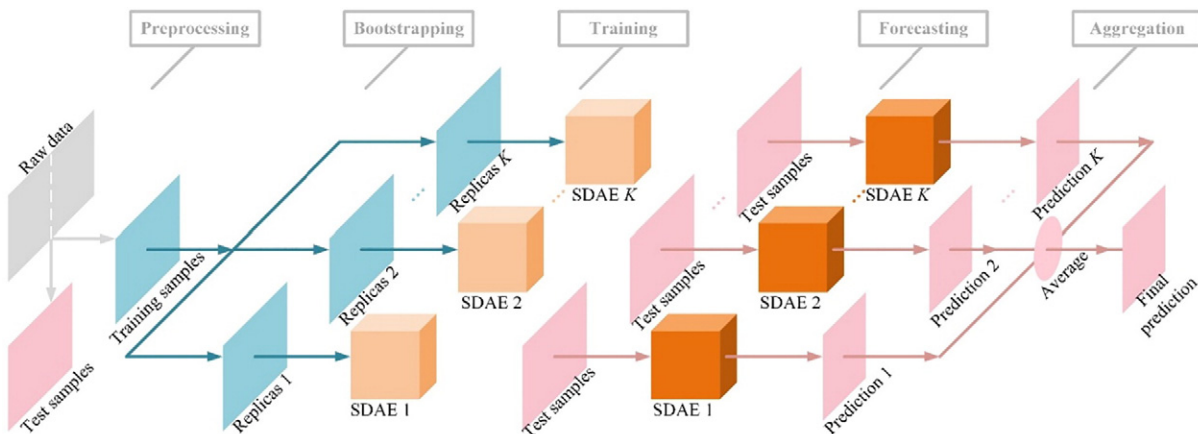 Preprocessing
Bootstrapping
Training
Forecasting
Aggregation
Raw data
Training samples
Test samples
Replicas K
Replicas 2
Replicas 1
SDAE K
SDAE 2
SDAE 1
Test samples
Test samples
Test samples
SDAE K
SDAE 2
SDAE 1
Prediction K
Prediction 2
Prediction 1
Average
Final
prediction